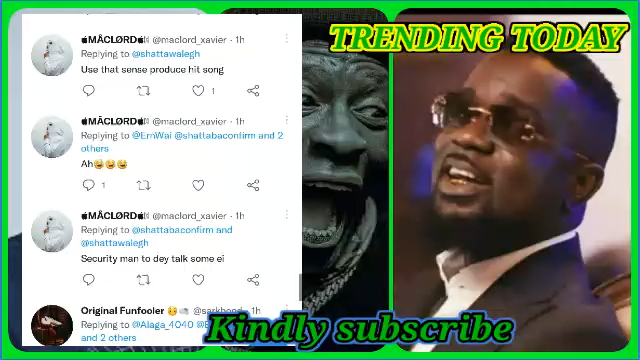 MÂCLØRD @maclord_xavier · 1h
Replying to @shattawalegh
Use that sense produce hit song
1
MÂCLØRD @maclord_xavier · 1h
Replying to @ErnWai @shattabaconfirm and 2
others
Ah😂😂😂
1
MÂCLØRD @maclord_xavier · 1h
Replying to @shattabaconfirm and
@shattawalegh
Security man to dey talk some ei
Original Funfooler 1h
Replying to @Alaga_4040
and 2 others
TRENDING TODAY
Kindly subscribe